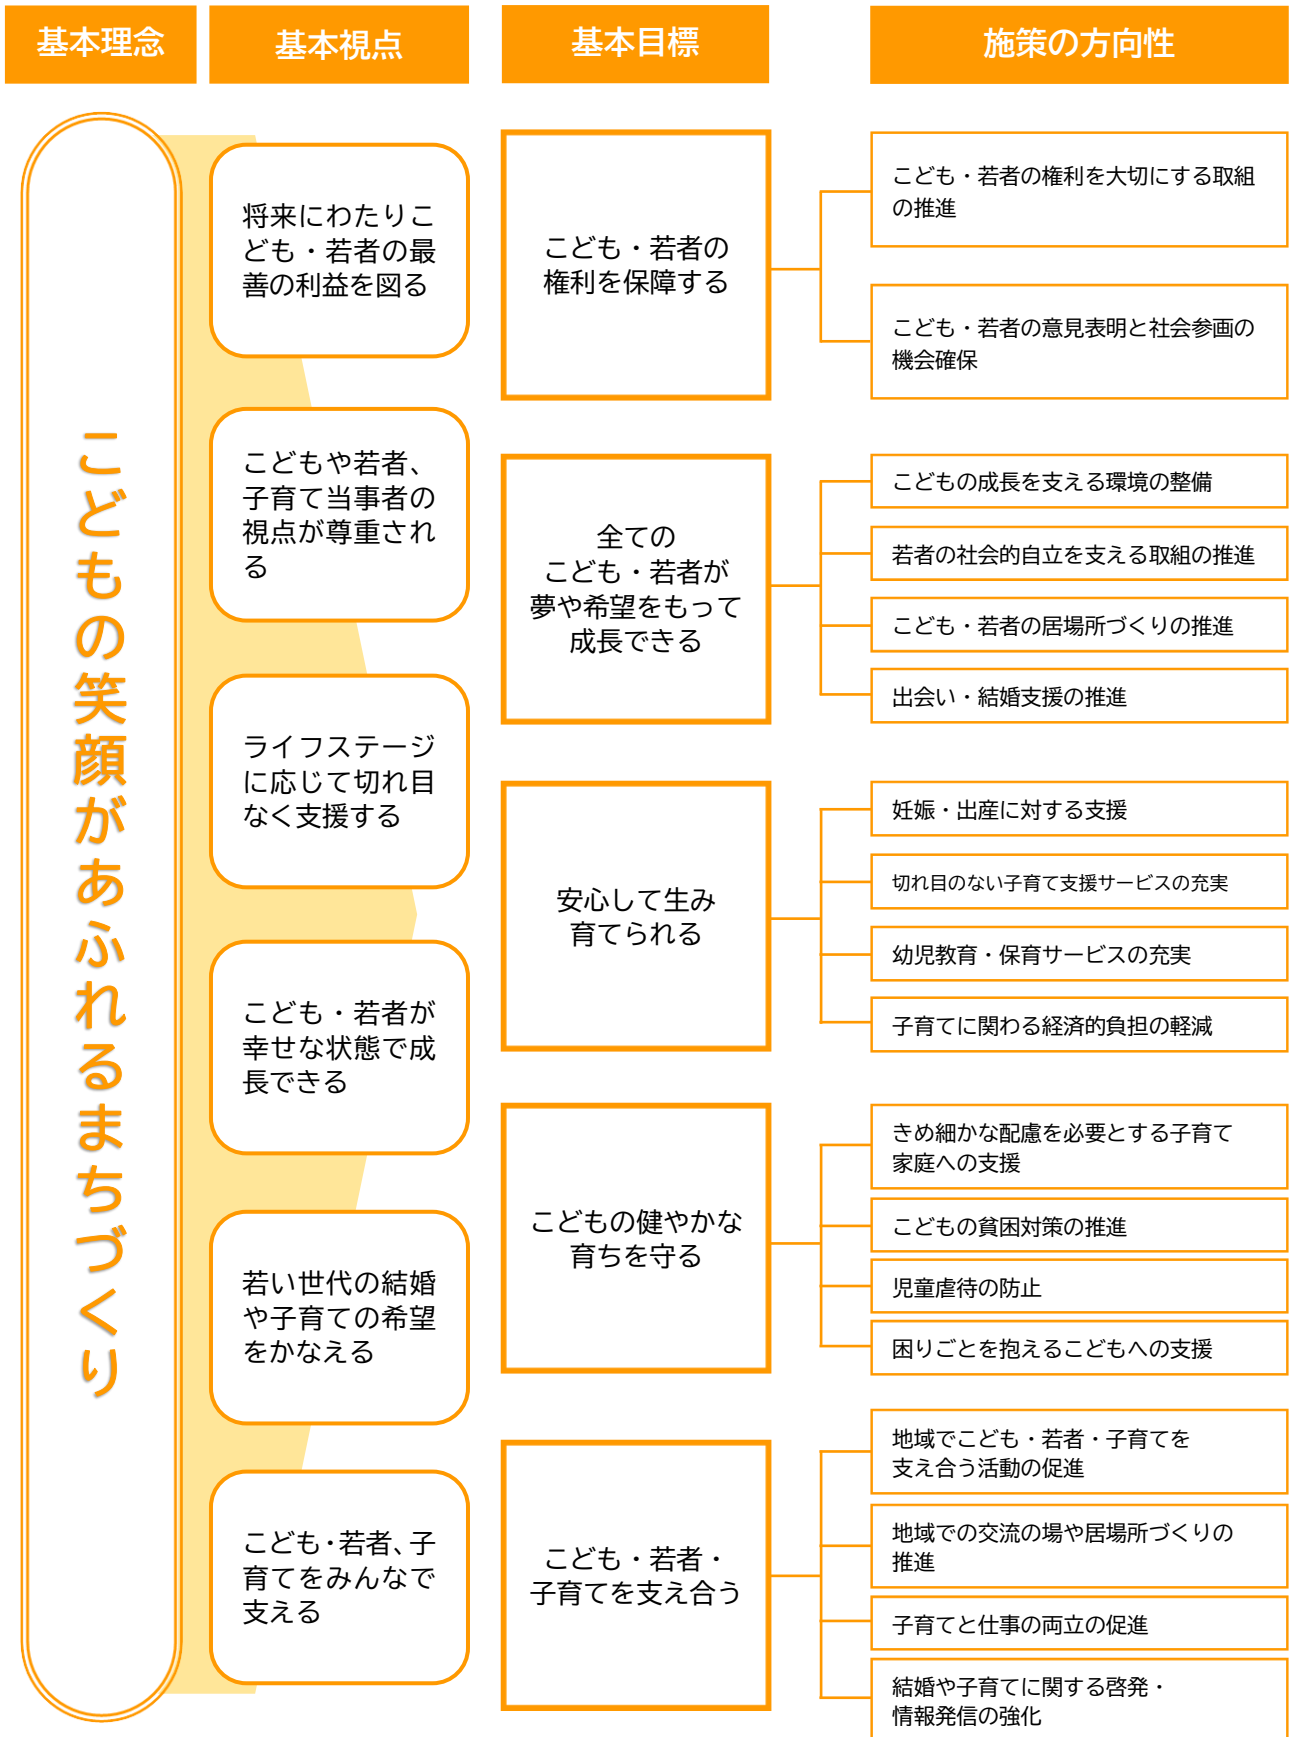 基本理念
基本視点
基本目標
施策の方向性
こどもの笑顔があふれるまちづくり
将来にわたりこ
ども・若者の最
善の利益を図る
こどもや若者、
子育て当事者の
視点が尊重され
る
ライフステージ
に応じて切れ目
なく支援する
こども・若者が
幸せな状態で成
長できる
若い世代の結婚
や子育ての希望
をかなえる
こども・若者、子
育てをみんなで
支える
こども・若者の
権利を保障する
こども・若者の権利を大切にする取組
の推進
こども・若者の意見表明と社会参画の
機会確保
全ての
こども・若者が
夢や希望をもって
成長できる
こどもの成長を支える環境の整備
若者の社会的自立を支える取組の推進
こども・若者の居場所づくりの推進
出会い・結婚支援の推進
安心して生み
育てられる
妊娠・出産に対する支援
切れ目のない子育て支援サービスの充実
幼児教育・保育サービスの充実
子育てに関わる経済的負担の軽減
こどもの健やかな
育ちを守る
きめ細かな配慮を必要とする子育て
家庭への支援
こどもの貧困対策の推進
児童虐待の防止
困りごとを抱えるこどもへの支援
こども・若者・
子育てを支え合う
地域でこども・若者・子育てを
支え合う活動の促進
地域での交流の場や居場所づくりの
推進
子育てと仕事の両立の促進
結婚や子育てに関する啓発・
情報発信の強化